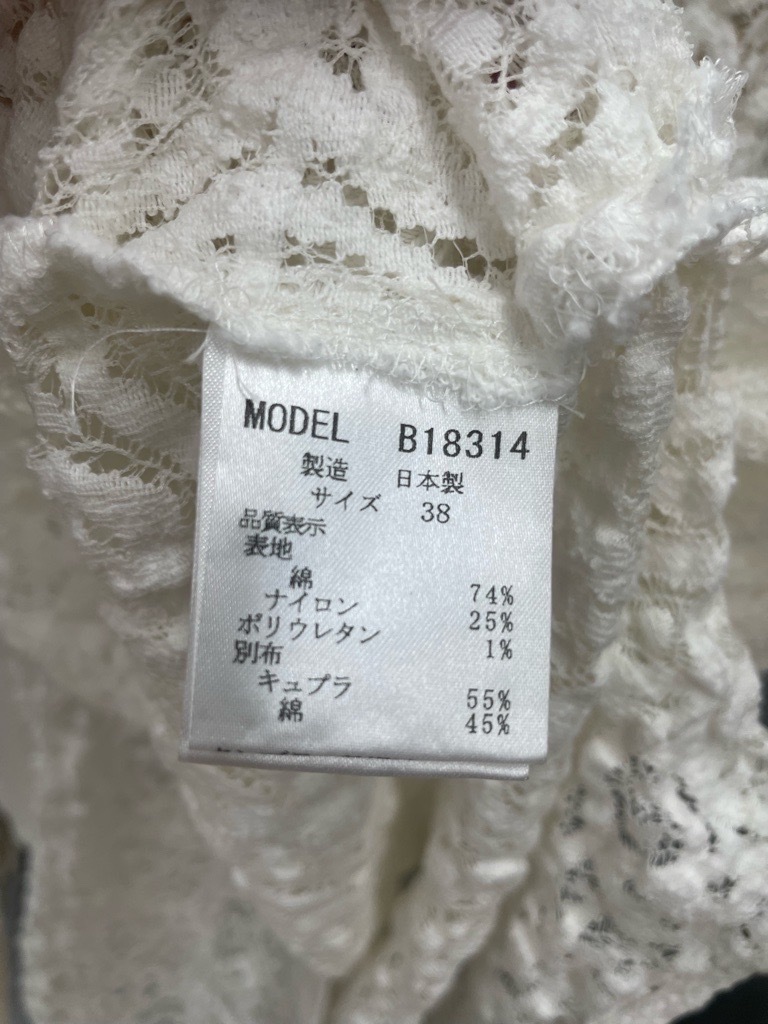 MODEL B18314
製造 日本製
サイズ 38
品質表示
表地
綿 74%
ナイロン 25%
ポリウレタン 1%
別布
キュプラ 55%
綿 45%